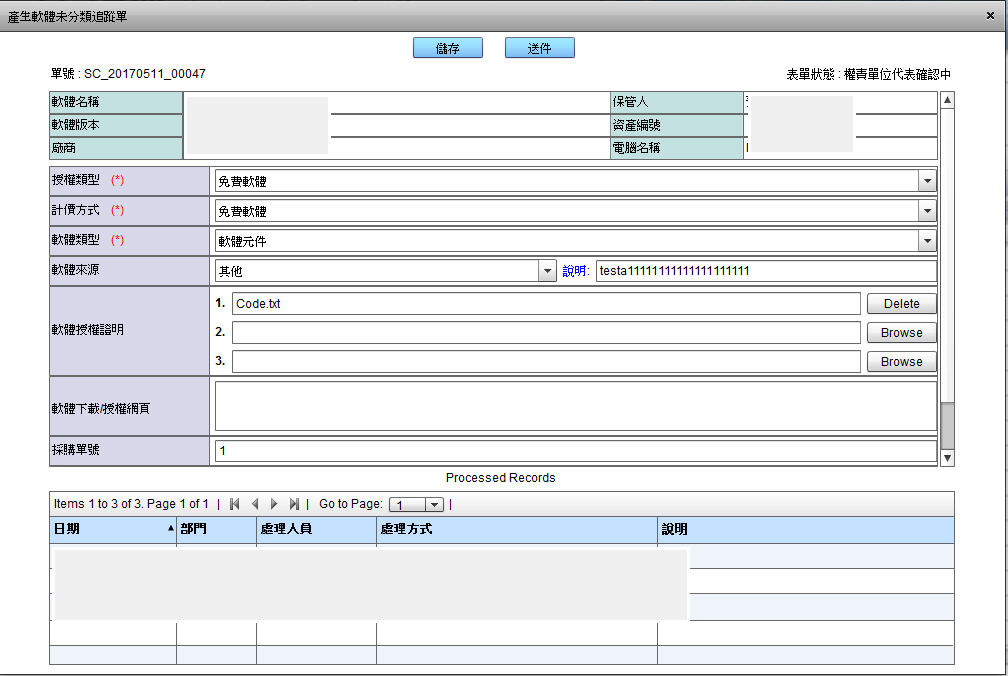 產生軟體未分類追蹤單
儲存 送件
單號 : SC_20170511_00047 表單狀態 : 權責單位代表確認中
軟體名稱 保管人
軟體版本 資產編號
廠商 電腦名稱
授權類型 (*) 免費軟體
計價方式 (*) 免費軟體
軟體類型 (*) 軟體元件
軟體來源 其他 說明: testa11111111111111111111
軟體授權證明
1. Code.txt Delete
2. Browse
3. Browse
軟體下載/授權網頁
採購單號 1
Processed Records
Items 1 to 3 of 3. Page 1 of 1 | | Go to Page: 1 |
日期 部門 處理人員 處理方式 說明